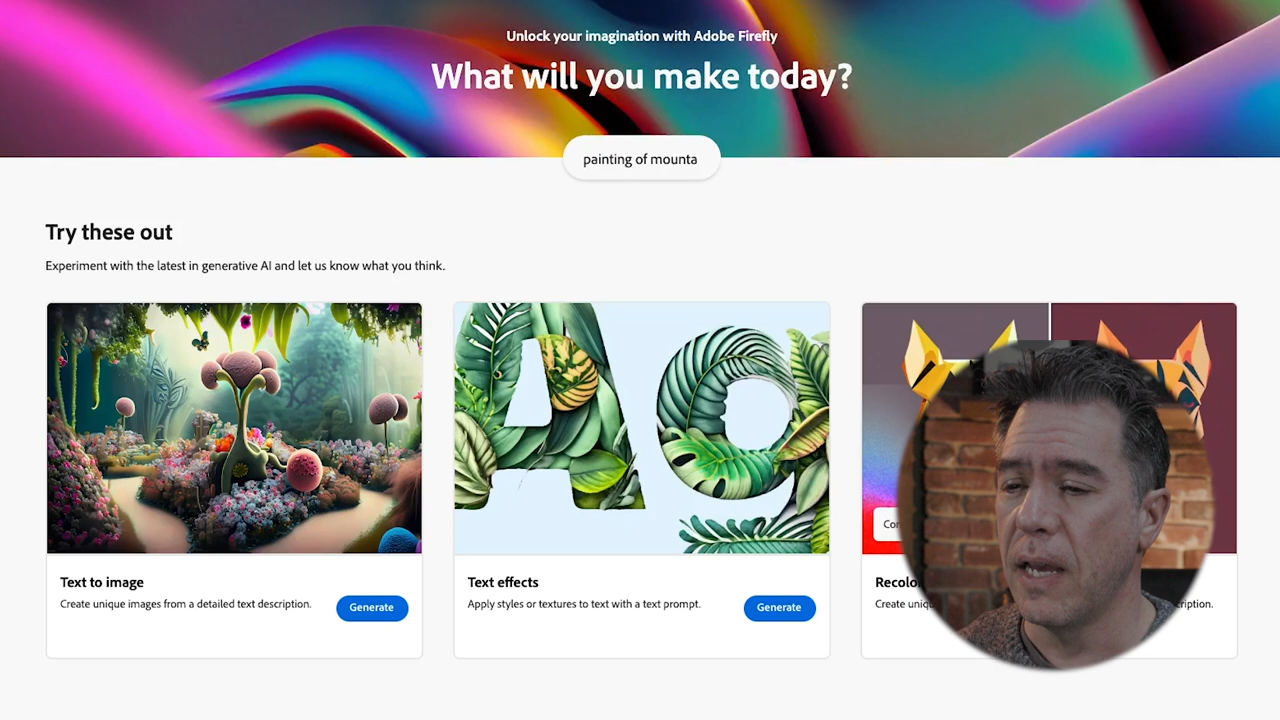 Unlock your imagination with Adobe Firefly
What will you make today?
painting of mounta
Try these out
Experiment with the latest in generative AI and let us know what you think.
Ag
Text to image
Create unique images from a detailed text description.
Generate
Text effects
Apply styles or textures to text with a text prompt.
Generate